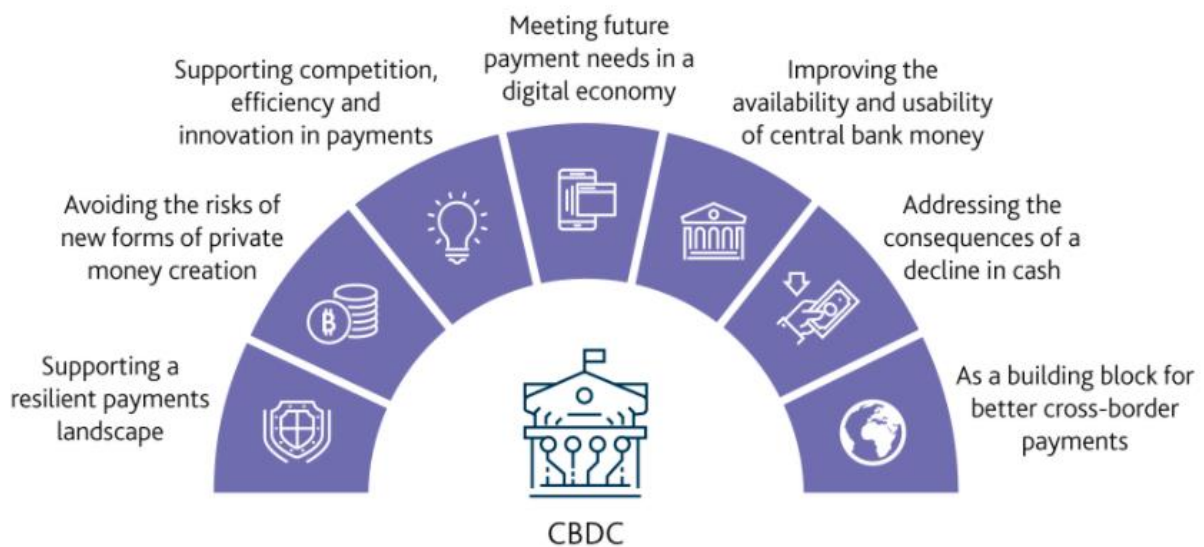 Supporting a
resilient payments
landscape
Avoiding the risks of
new forms of private
money creation
Supporting competition,
efficiency and
innovation in payments
Meeting future
payment needs in a
digital economy
Improving the
availability and usability
of central bank money
Addressing the
consequences of a
decline in cash
As a building block for
better cross-border
payments
CBDC